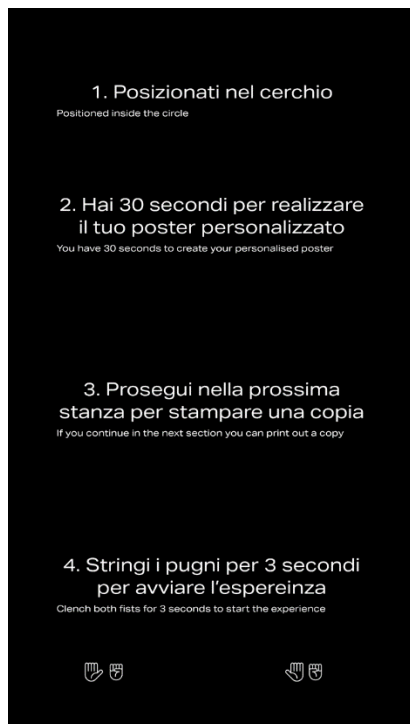 1. Posizionati nel cerchio
Positioned inside the circle
2. Hai 30 secondi per realizzare
il tuo poster personalizzato
You have 30 seconds to create your personalised poster
3. Prosegui nella prossima
stanza per stampare una copia
If you continue in the next section you can print out a copy
4. Stringi i pugni per 3 secondi
per avviare l'espereinza
Clench both fists for 3 seconds to start the experience